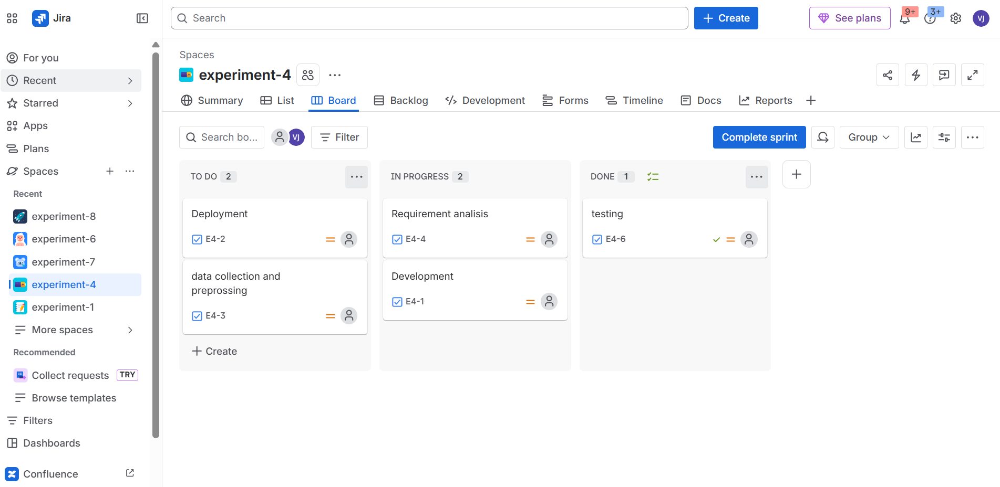 Jira
Search
Create
See plans
9+
3+
VJ
For you
Recent
Starred
Apps
Plans
Spaces
Recent
experiment-8
experiment-6
experiment-7
experiment-4
experiment-1
More spaces
Recommended
Collect requests TRY
Browse templates
Filters
Dashboards
Confluence
Spaces
experiment-4
Summary List Board Backlog Development Forms Timeline Docs Reports
Search bo... VJ Filter Complete sprint Group
TO DO 2
Deployment
E4-2
data collection and
preprossing
E4-3
Create
IN PROGRESS 2
Requirement analisis
E4-4
Development
E4-1
DONE 1
testing
E4-6